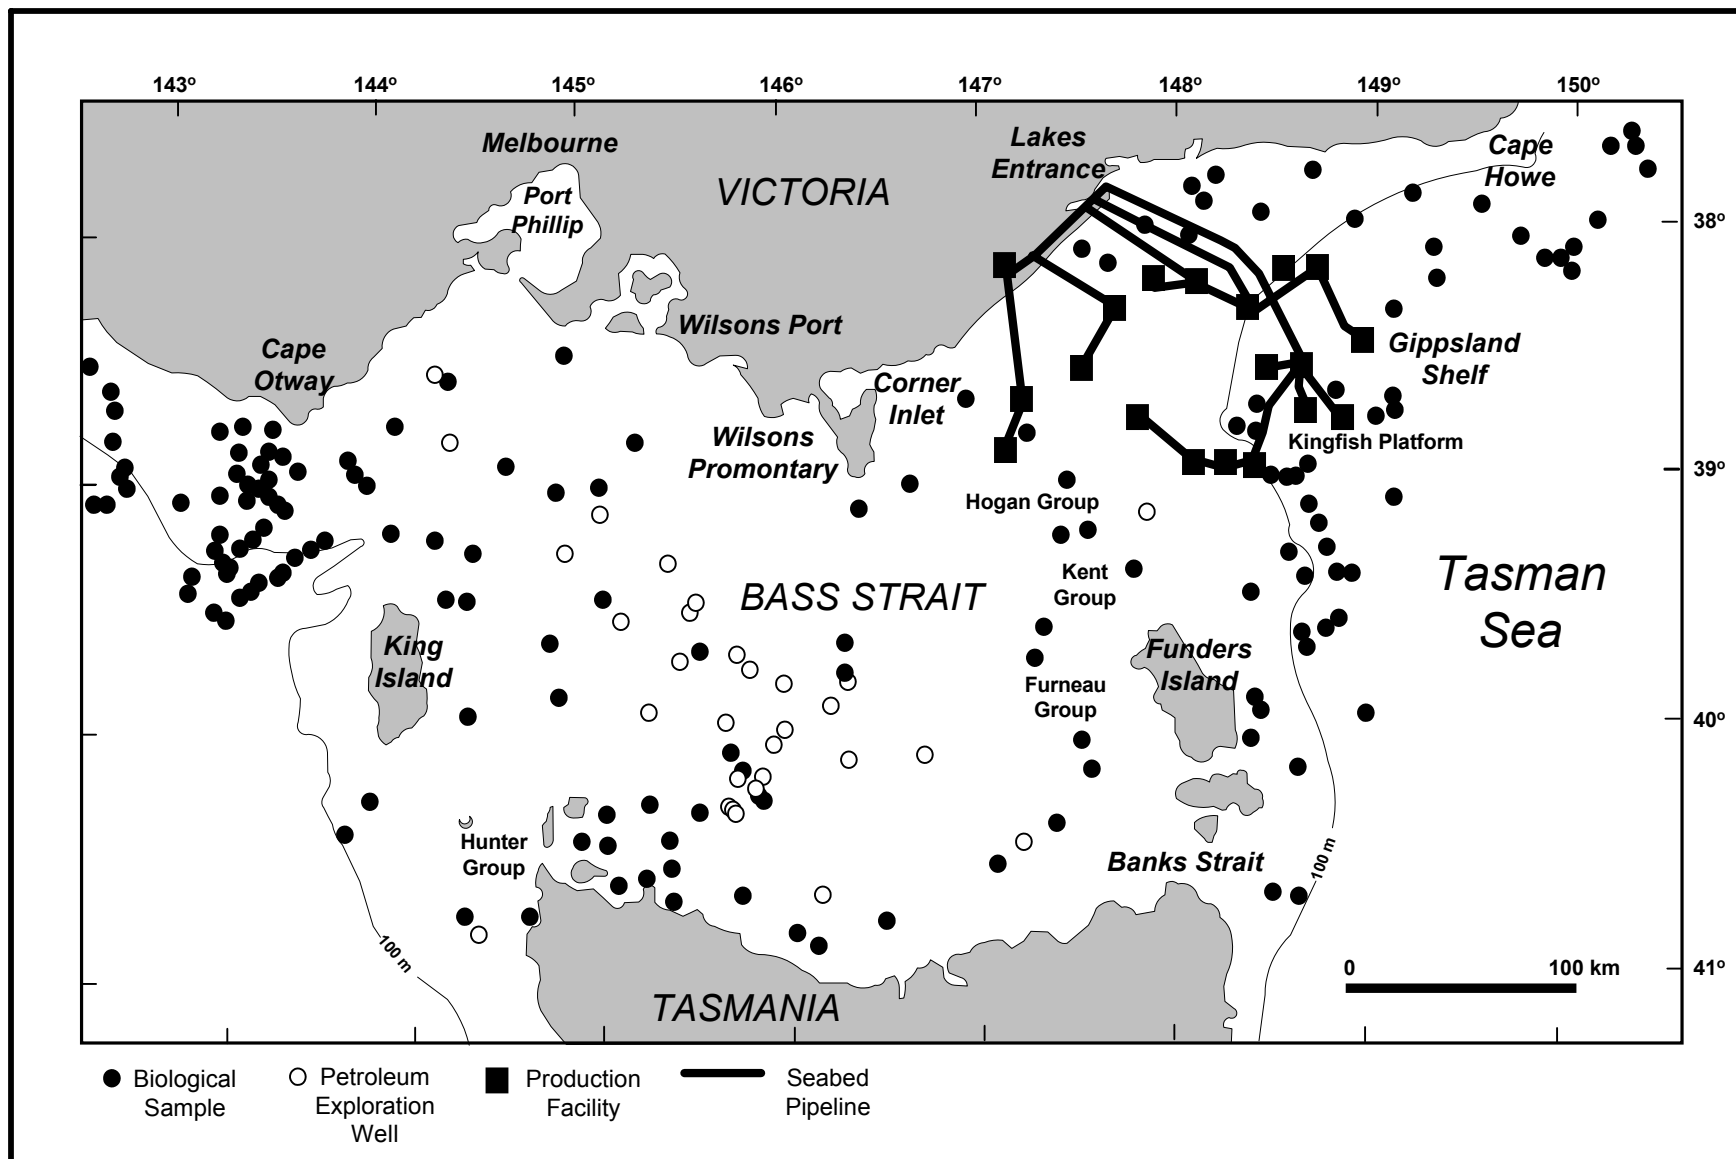 143º 144º 145º 146º 147º 148º 149º 150º
Melbourne
Port
Phillip
VICTORIA
Lakes
Entrance
Cape
Howe
38º
Wilsons Port
Cape
Otway
Corner
Inlet
Gippsland
Shelf
Wilsons
Promontary
Kingfish Platform
39º
Hogan Group
Kent
Group
BASS STRAIT
Tasman
Sea
King
Island
Funders
Island
Furneau
Group
40º
Hunter
Group
Banks Strait
100 m
100 m
41º
0 100 km
TASMANIA
Biological
Sample
Petroleum
Exploration
Well
Production
Facility
Seabed
Pipeline